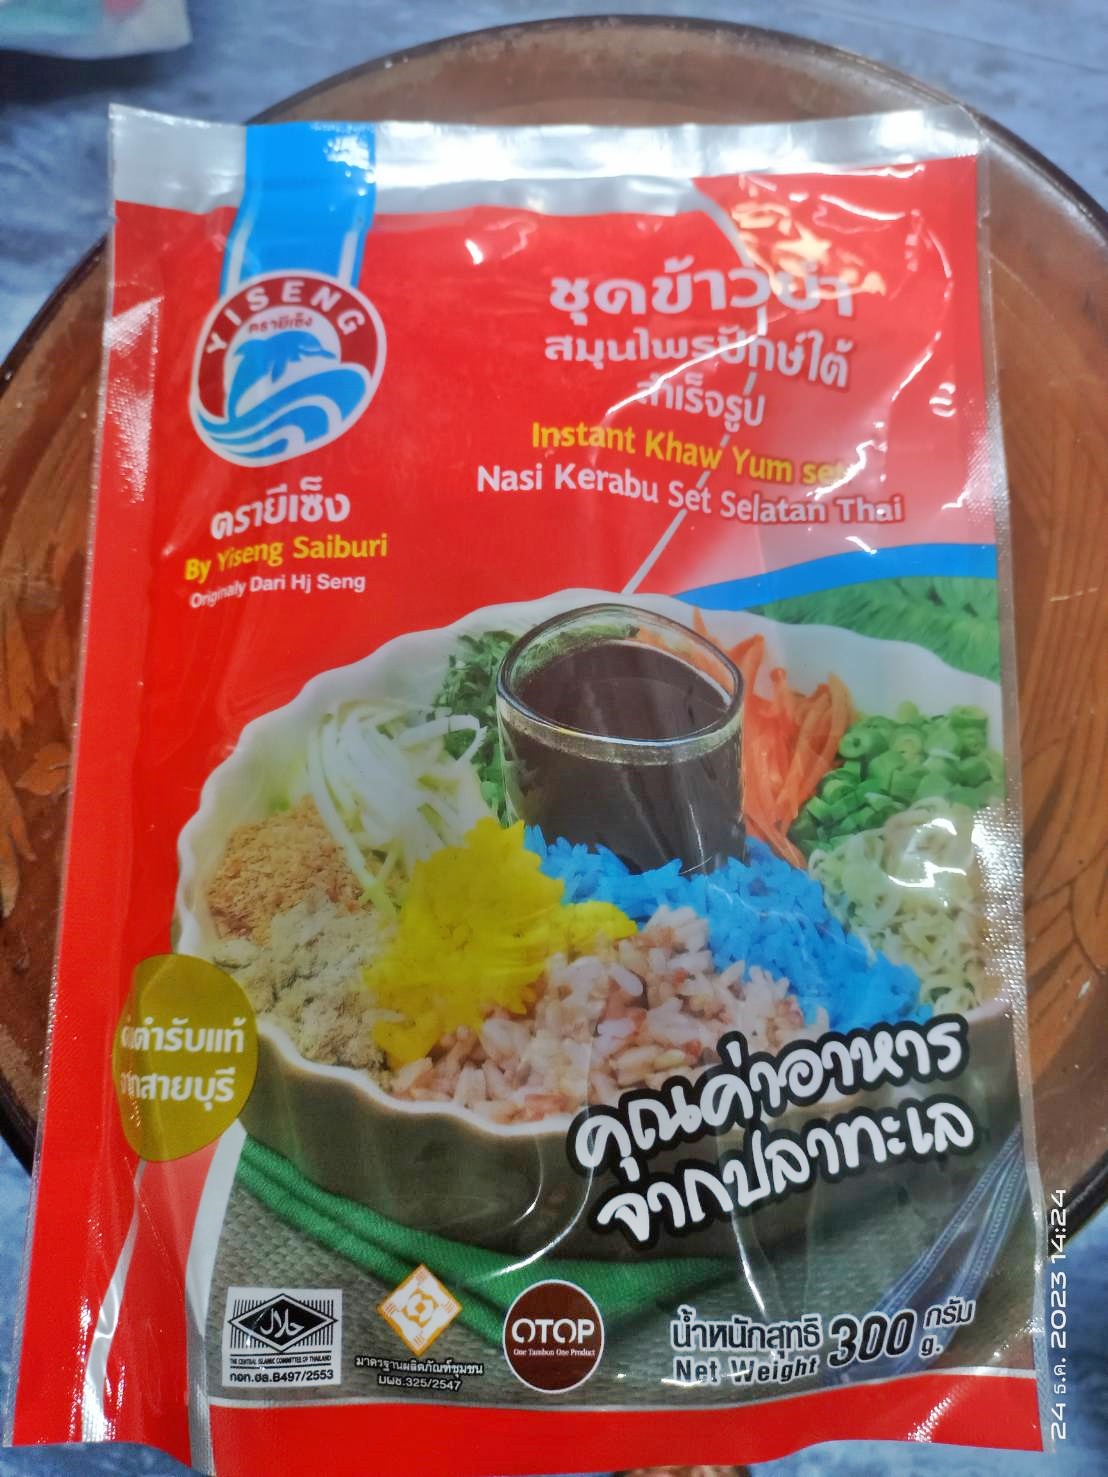 YISENG
ตรายีเซ็ง
ตรายีเซ็ง
By Yiseng Saiburi
Originaly Dari Hj Seng
ชุดข้าวยำ
สมุนไพรปักษ์ใต้
สำเร็จรูป
Instant Khaw Yum set
Nasi Kerabu Set Selatan Thai
ตำรับแท้
จากสายบุรี
คุณค่าอาหาร
จากปลาทะเล
حلال
THE CENTRAL ISLAMIC COMMITTEE OF THAILAND
กอท.ฮล.B497/2553
มาตรฐานผลิตภัณฑ์ชุมชน
มผช.325/2547
OTOP
One Tambon One Product
น้ำหนักสุทธิ 300 กรัม
Net Weight g.
24 ธ.ค. 2023 14:24